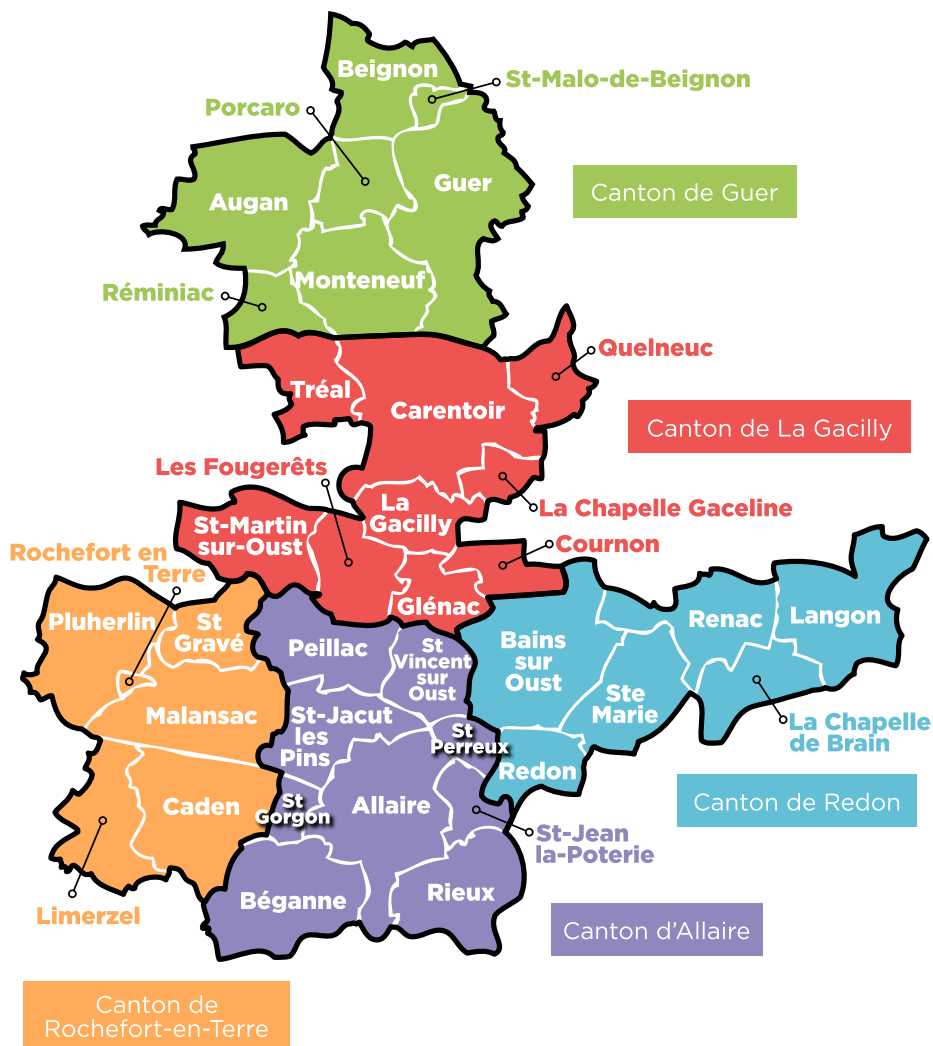 Beignon
St-Malo-de-Beignon
Porcaro
Guer
Augan
Canton de Guer
Monteneuf
Réminiac
Quelneuc
Tréal
Carentoir
Canton de La Gacilly
Les Fougerêts
La Chapelle Gaceline
La
Gacilly
St-Martin
sur-Oust
Cournon
Rochefort en
Terre
Glénac
Pluherlin
St
Gravé
Peillac
St
Vincent
sur
Oust
Bains
sur
Oust
Renac
Langon
Ste
Marie
Malansac
St-Jacut
les
Pins
St
Perreux
La Chapelle
de Brain
Redon
Canton de Redon
Caden
St
Gorgon
Allaire
St-Jean
la-Poterie
Limerzel
Béganne
Rieux
Canton d'Allaire
Canton de
Rochefort-en-Terre